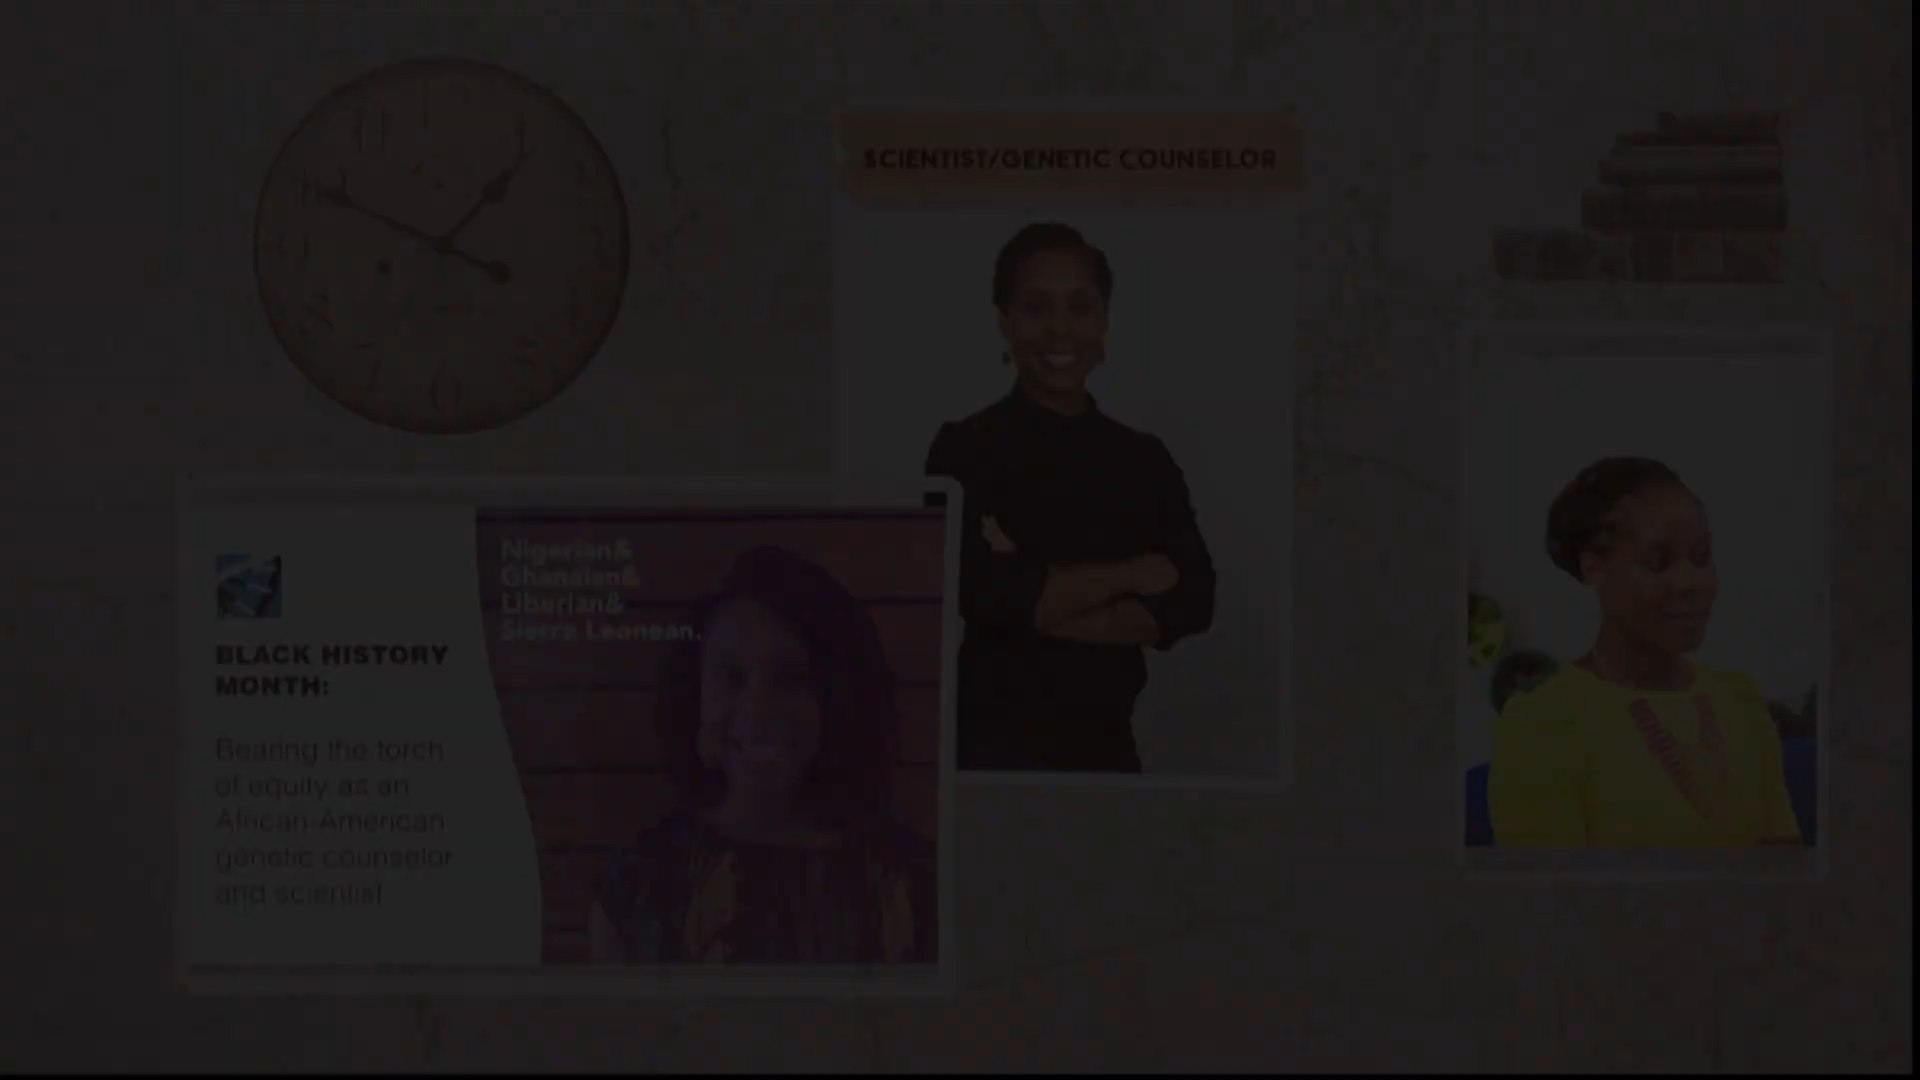 SCIENTIST/GENETIC COUNSELOR
Nigerian&
Ghanaian&
Liberian&
Sierra Leonean.
BLACK HISTORY
MONTH:
Bearing the torch
of equity as an
African-American
genetic counselor
and scientist